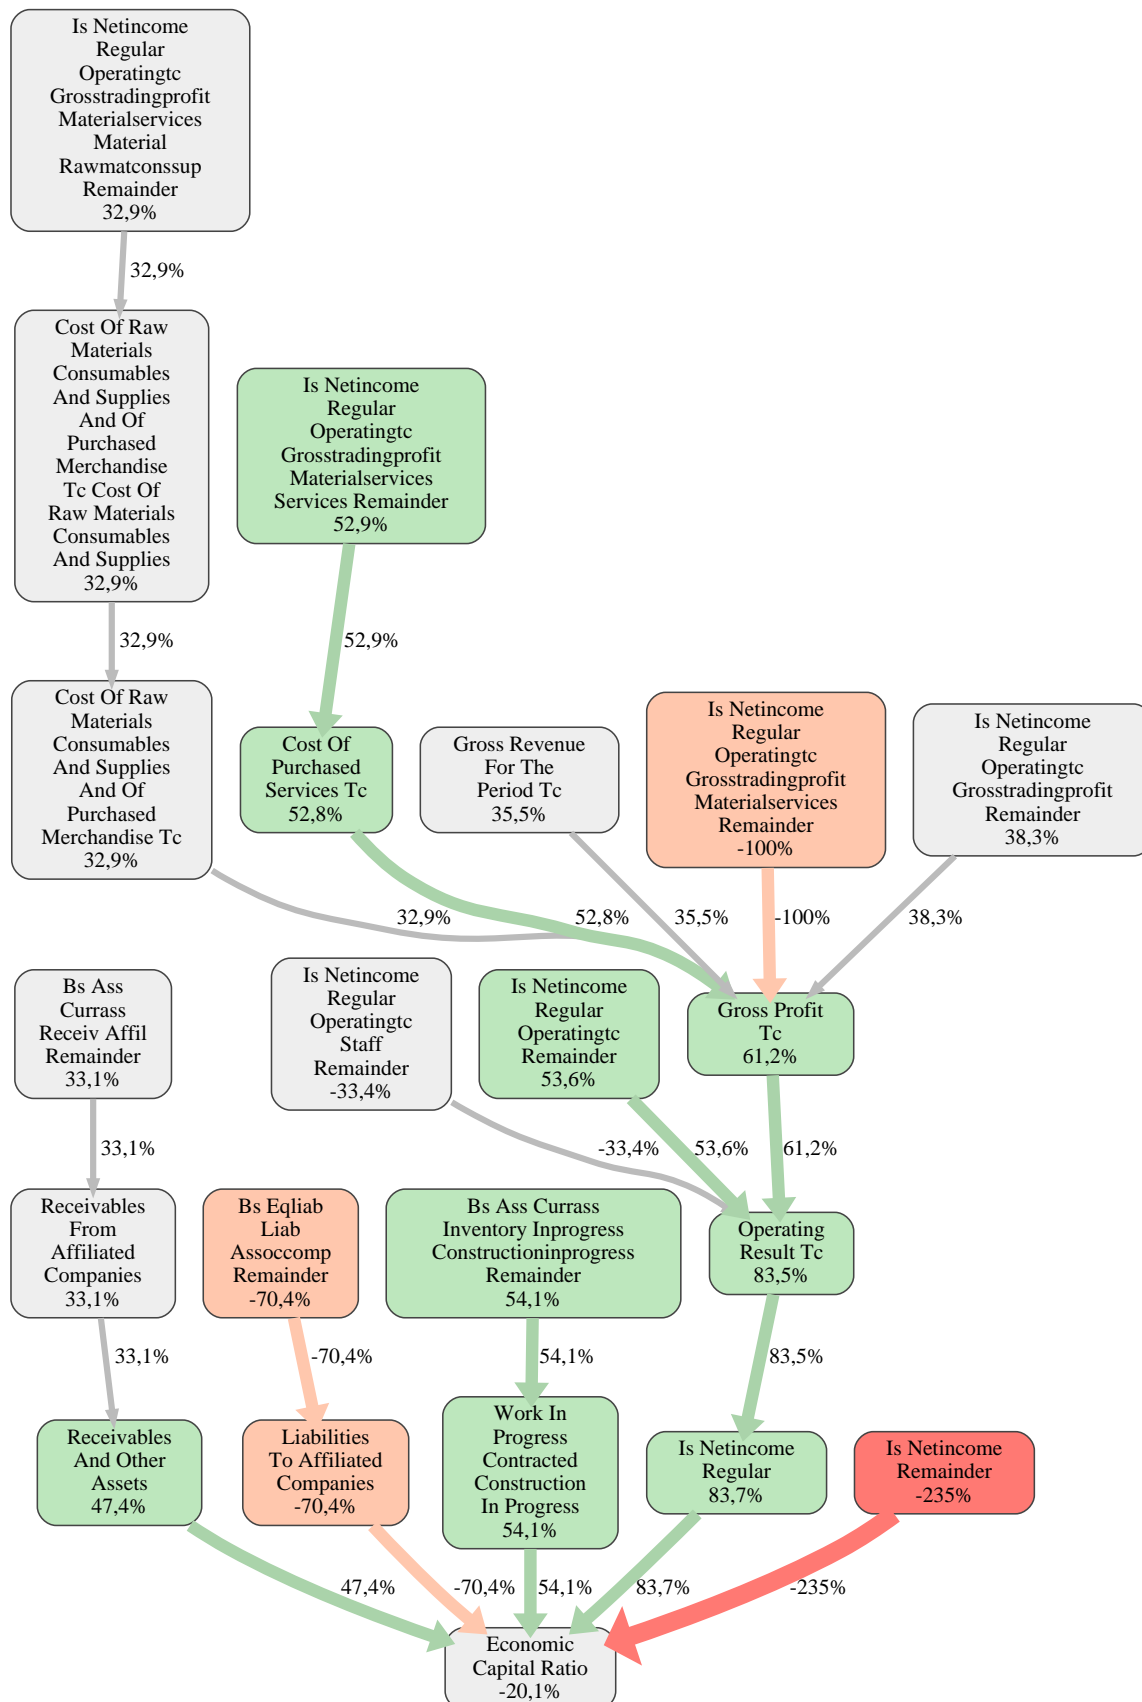 Is Netincome
Regular
Operatingtc
Grosstradingprofit
Materialservices
Material
Rawmatconssup
Remainder
32,9%
32,9%
Cost Of Raw
Materials
Consumables
And Supplies
And Of
Purchased
Merchandise
Tc Cost Of
Raw Materials
Consumables
And Supplies
32,9%
Is Netincome
Regular
Operatingtc
Grosstradingprofit
Materialservices
Services Remainder
52,9%
32,9%
52,9%
Cost Of Raw
Materials
Consumables
And Supplies
And Of
Purchased
Merchandise Tc
32,9%
Cost Of
Purchased
Services Tc
52,8%
Gross Revenue
For The
Period Tc
35,5%
Is Netincome
Regular
Operatingtc
Grosstradingprofit
Materialservices
Remainder
-100%
Is Netincome
Regular
Operatingtc
Grosstradingprofit
Remainder
38,3%
32,9%
52,8%
35,5%
-100%
38,3%
Bs Ass
Currass
Receiv Affil
Remainder
33,1%
Is Netincome
Regular
Operatingtc
Staff
Remainder
-33,4%
Is Netincome
Regular
Operatingtc
Remainder
53,6%
Gross Profit
Tc
61,2%
33,1%
-33,4%
53,6%
61,2%
Receivables
From
Affiliated
Companies
33,1%
Bs Eqliab
Liab
Assoccomp
Remainder
-70,4%
Bs Ass Currass
Inventory Inprogress
Constructioninprogress
Remainder
54,1%
Operating
Result Tc
83,5%
33,1%
-70,4%
54,1%
83,5%
Receivables
And Other
Assets
47,4%
Liabilities
To Affiliated
Companies
-70,4%
Work In
Progress
Contracted
Construction
In Progress
54,1%
Is Netincome
Regular
83,7%
Is Netincome
Remainder
-235%
47,4%
-70,4%
54,1%
83,7%
-235%
Economic
Capital Ratio
-20,1%